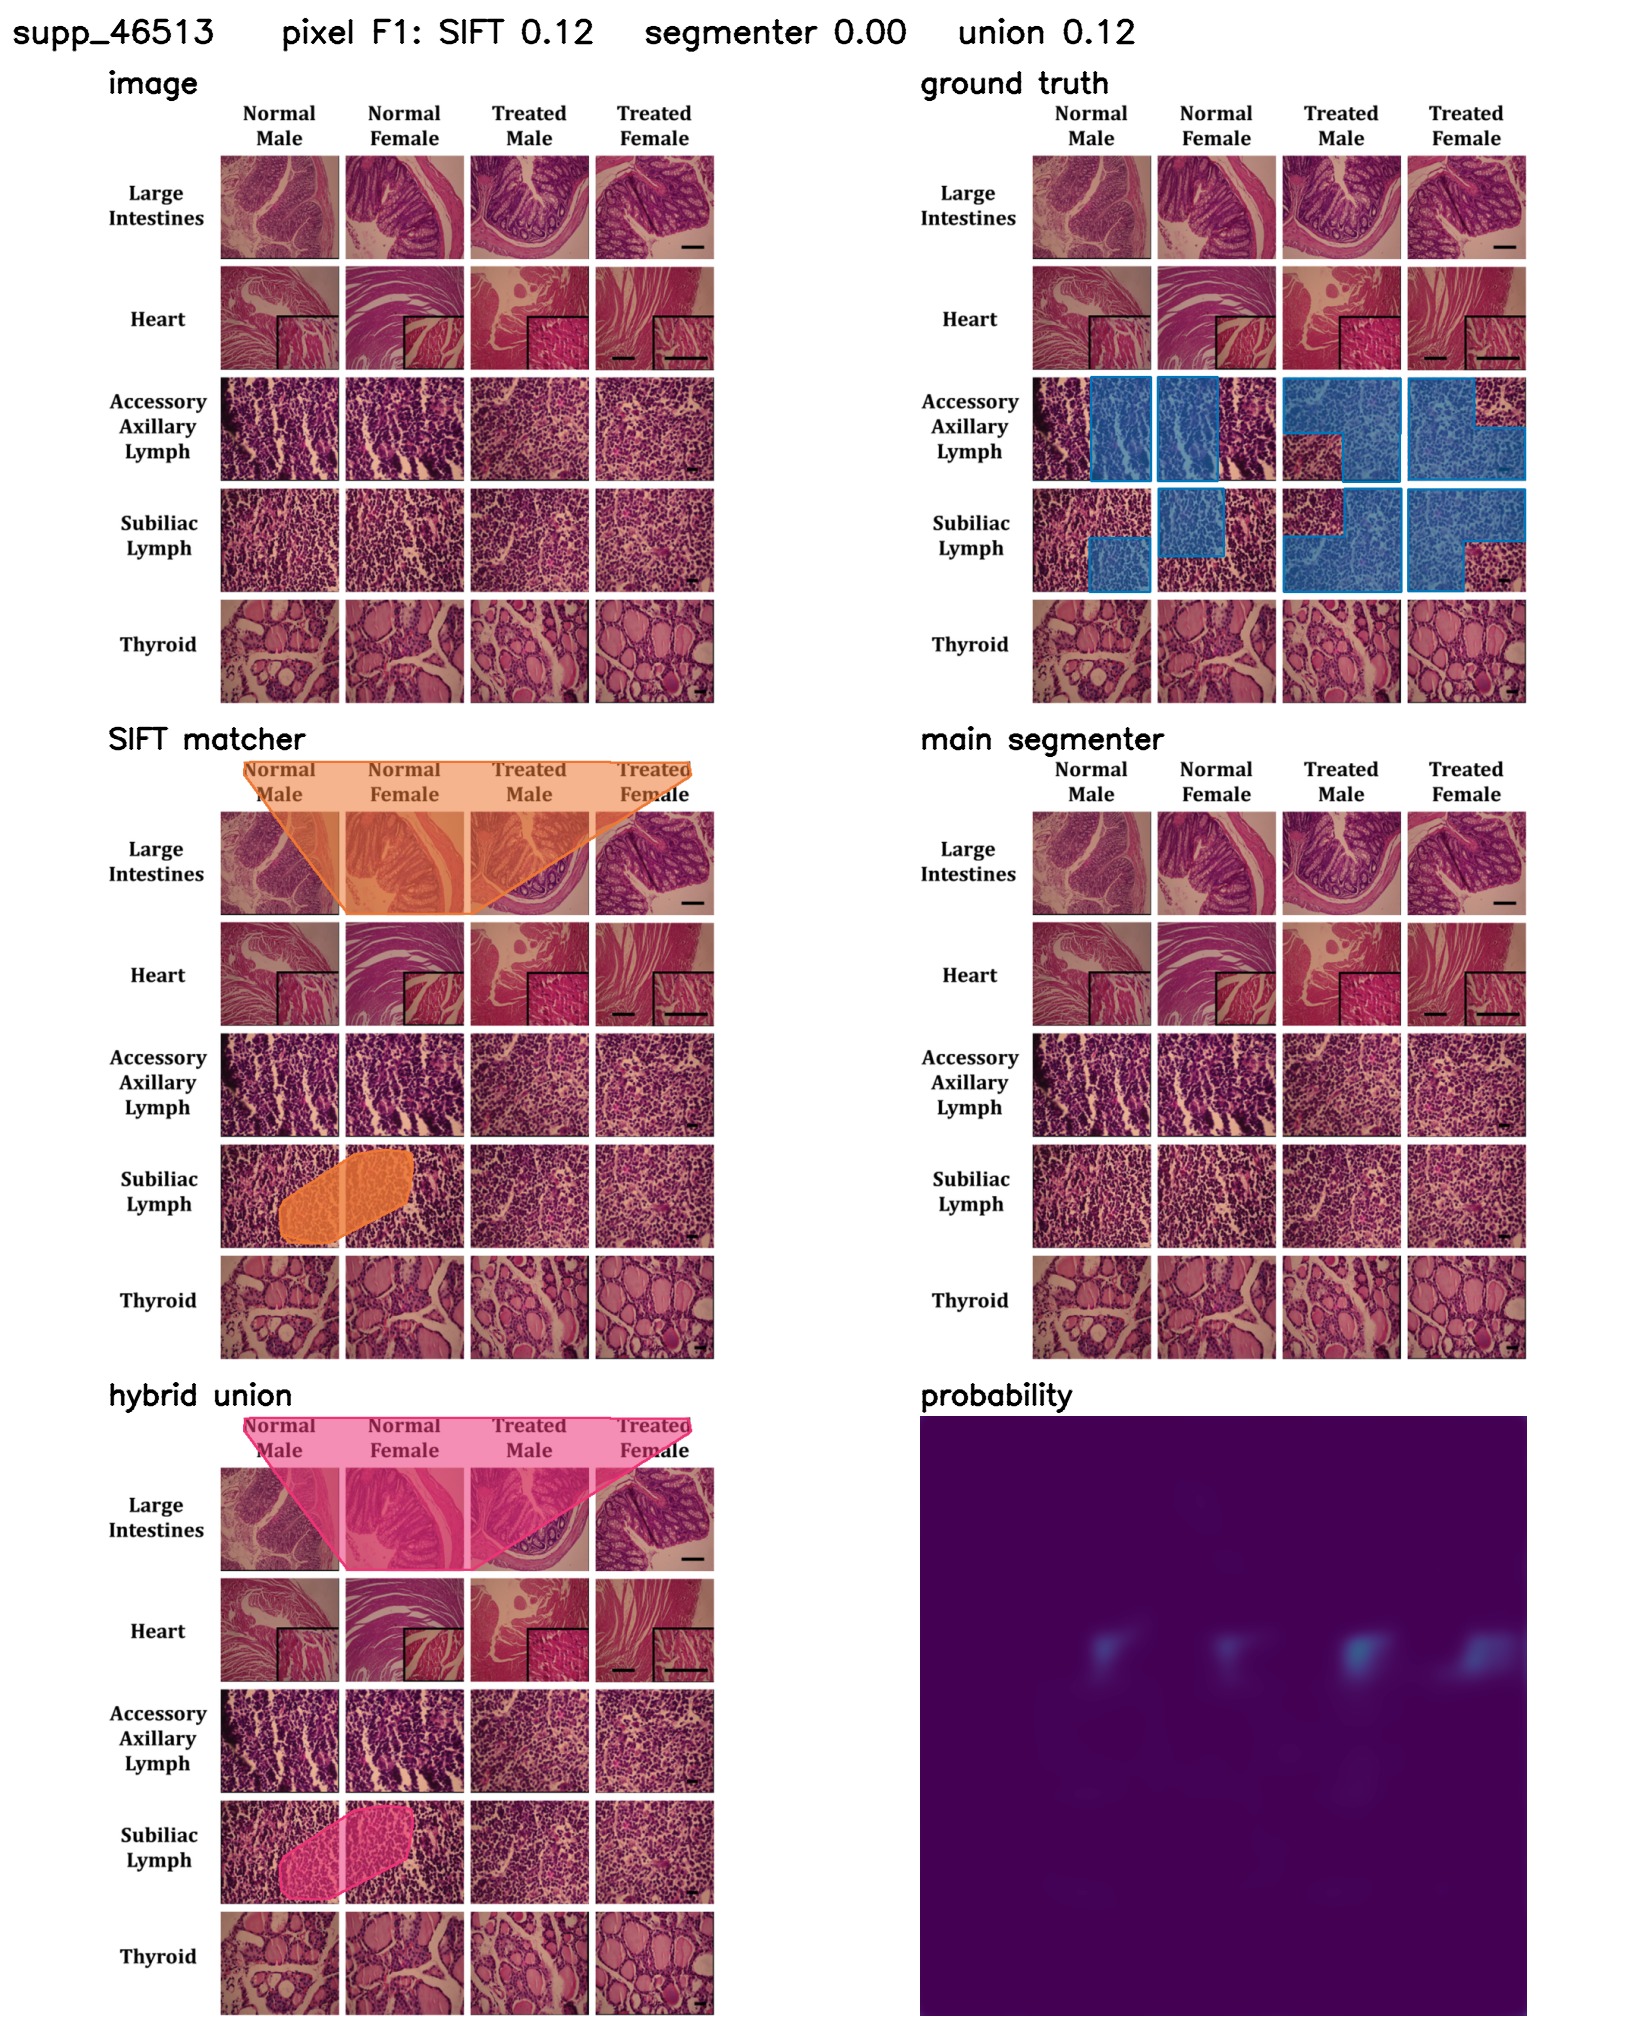 supp_46513 pixel F1: SIFT 0.12 segmenter 0.00 union 0.12
image
Normal Male
Normal Female
Treated Male
Treated Female
Large Intestines
Heart
Accessory Axillary Lymph
Subiliac Lymph
Thyroid
ground truth
Normal Male
Normal Female
Treated Male
Treated Female
Large Intestines
Heart
Accessory Axillary Lymph
Subiliac Lymph
Thyroid
SIFT matcher
Normal Male
Normal Female
Treated Male
Treated Female
Large Intestines
Heart
Accessory Axillary Lymph
Subiliac Lymph
Thyroid
main segmenter
Normal Male
Normal Female
Treated Male
Treated Female
Large Intestines
Heart
Accessory Axillary Lymph
Subiliac Lymph
Thyroid
hybrid union
Normal Male
Normal Female
Treated Male
Treated Female
Large Intestines
Heart
Accessory Axillary Lymph
Subiliac Lymph
Thyroid
probability